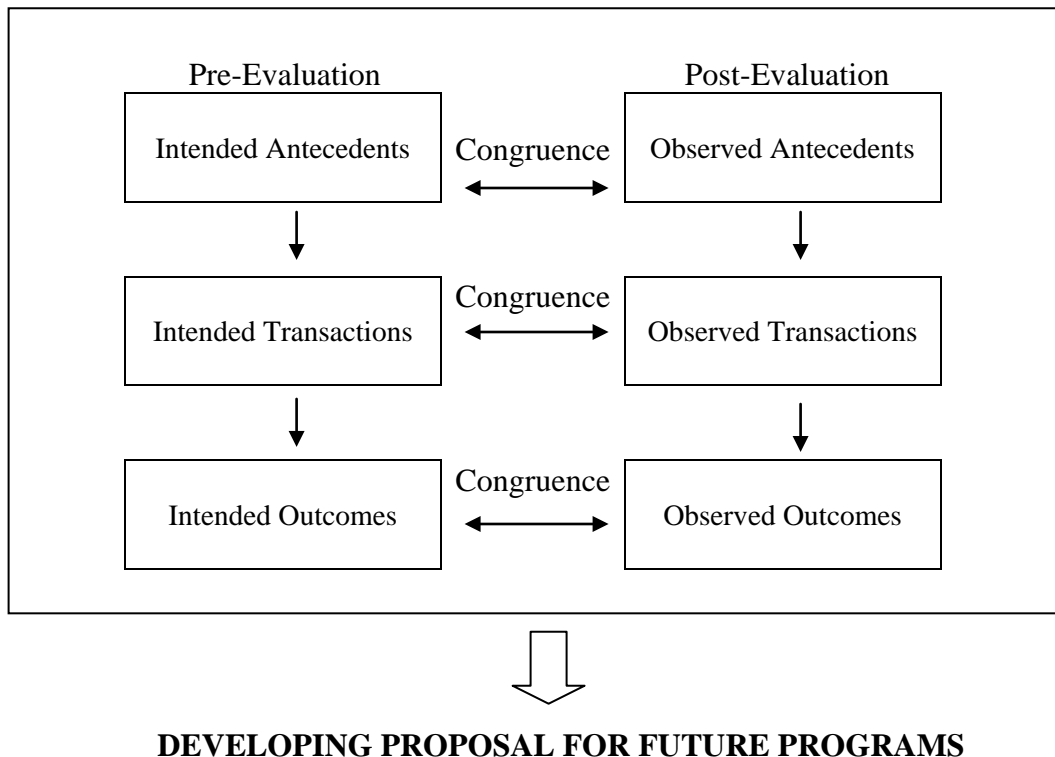 Pre-Evaluation
Post-Evaluation
Intended Antecedents
Congruence
Observed Antecedents
Intended Transactions
Congruence
Observed Transactions
Intended Outcomes
Congruence
Observed Outcomes
DEVELOPING PROPOSAL FOR FUTURE PROGRAMS